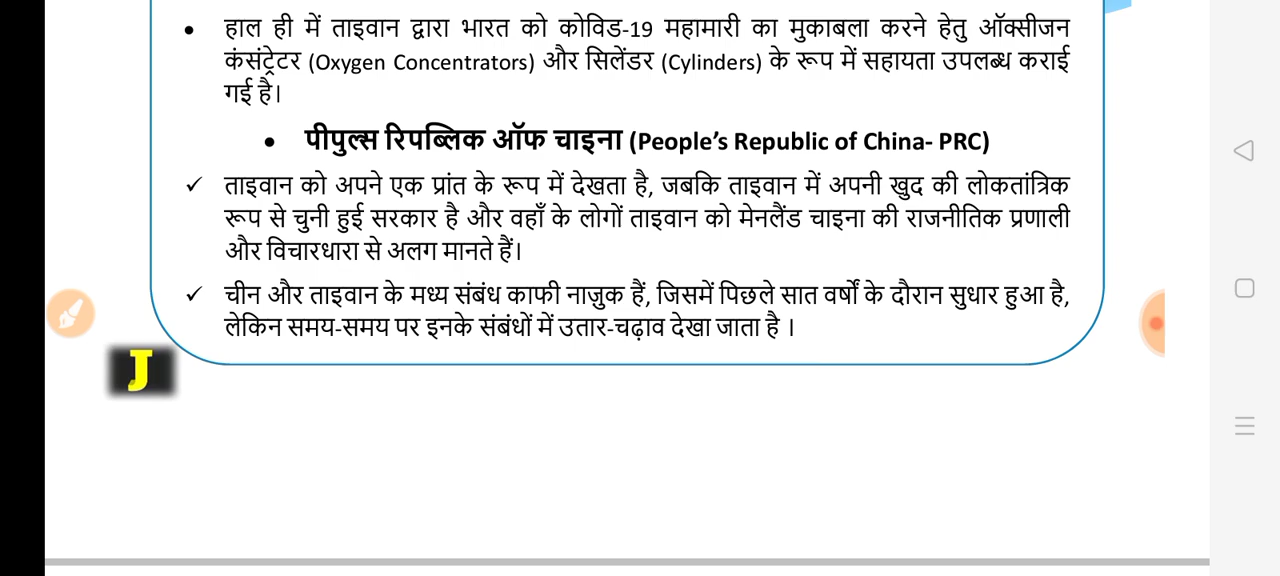 • हाल ही में ताइवान द्वारा भारत को कोविड-19 महामारी का मुकाबला करने हेतु ऑक्सीजन
कंसंट्रेटर (Oxygen Concentrators) और सिलेंडर (Cylinders) के रूप में सहायता उपलब्ध कराई
गई है।
• पीपुल्स रिपब्लिक ऑफ चाइना (People’s Republic of China- PRC)
✓ ताइवान को अपने एक प्रांत के रूप में देखता है, जबकि ताइवान में अपनी खुद की लोकतांत्रिक
रूप से चुनी हुई सरकार है और वहाँ के लोगों ताइवान को मेनलैंड चाइना की राजनीतिक प्रणाली
और विचारधारा से अलग मानते हैं।
✓ चीन और ताइवान के मध्य संबंध काफी नाज़ुक हैं, जिसमें पिछले सात वर्षों के दौरान सुधार हुआ है,
लेकिन समय-समय पर इनके संबंधों में उतार-चढ़ाव देखा जाता है ।
J